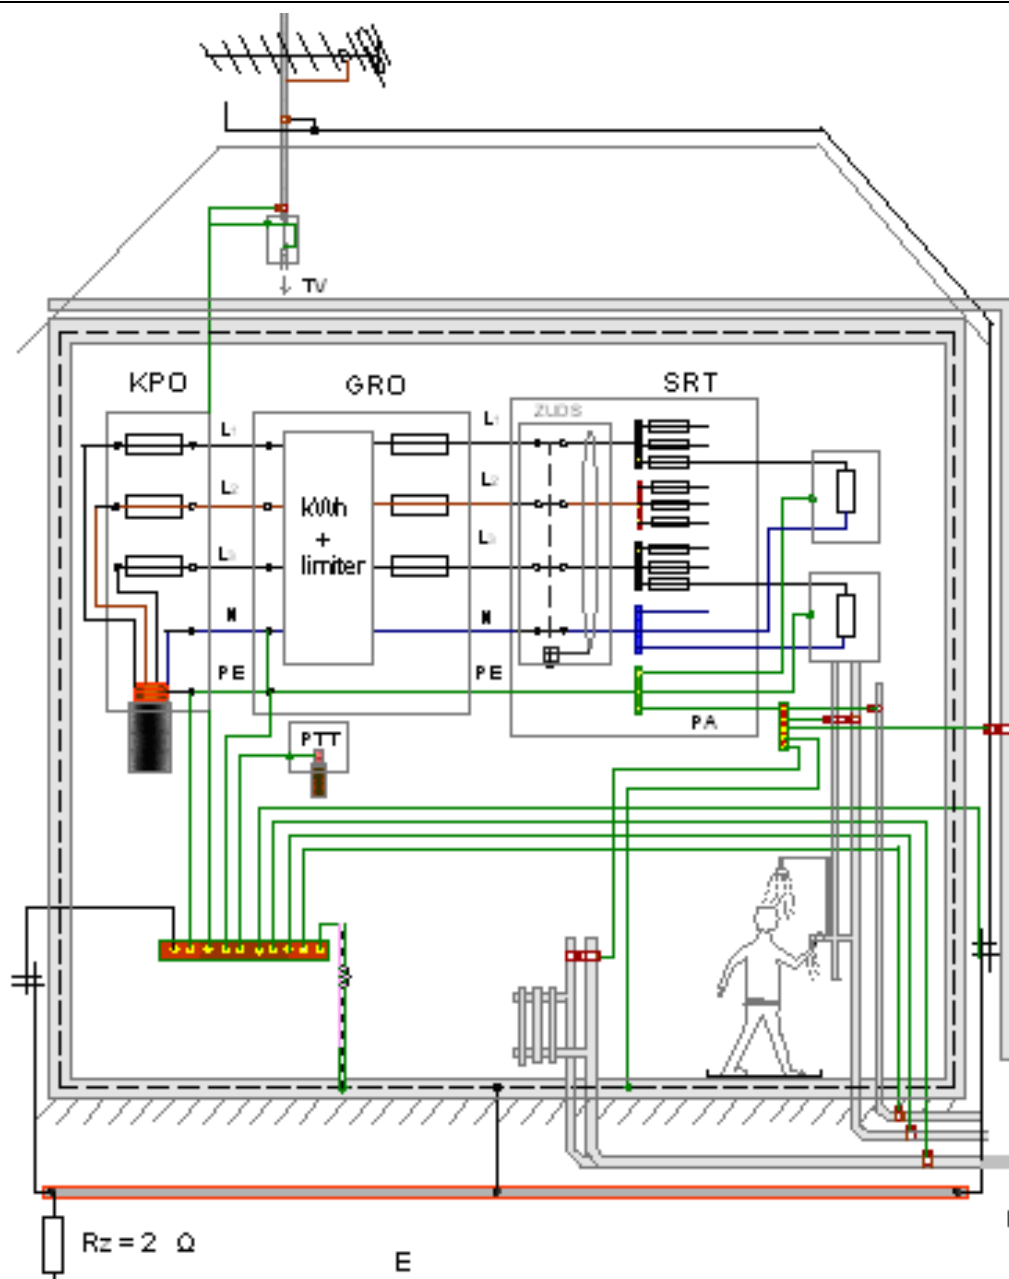 TV
KPO
GRO
SRT
ZUDS
L1
L1
L2
L2
kWh
+
limiter
L3
L3
N
N
PE
PE
PA
PTT
Rz = 2 Ω
E